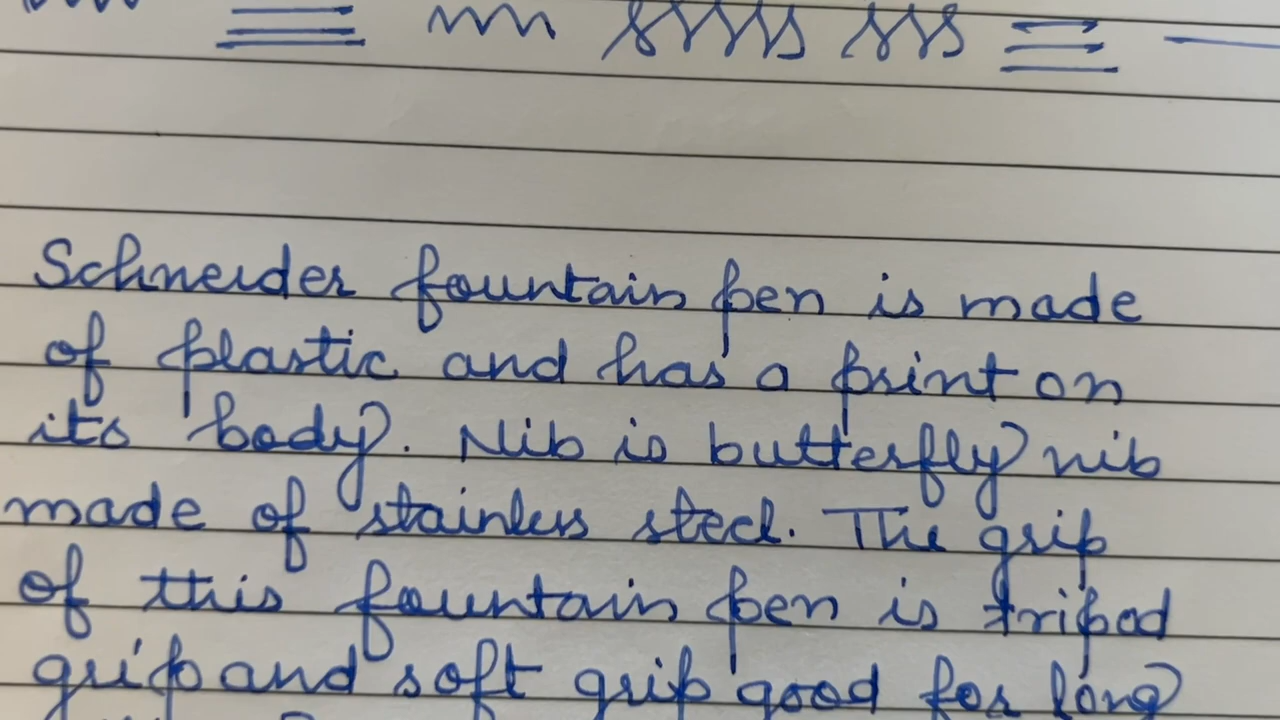 Schneider fountain pen is made
of plastic and has a print on
its body. Nib is butterfly nib
made of stainless steel. The grip
of this fountain pen is tripod
grip and soft grip good for long